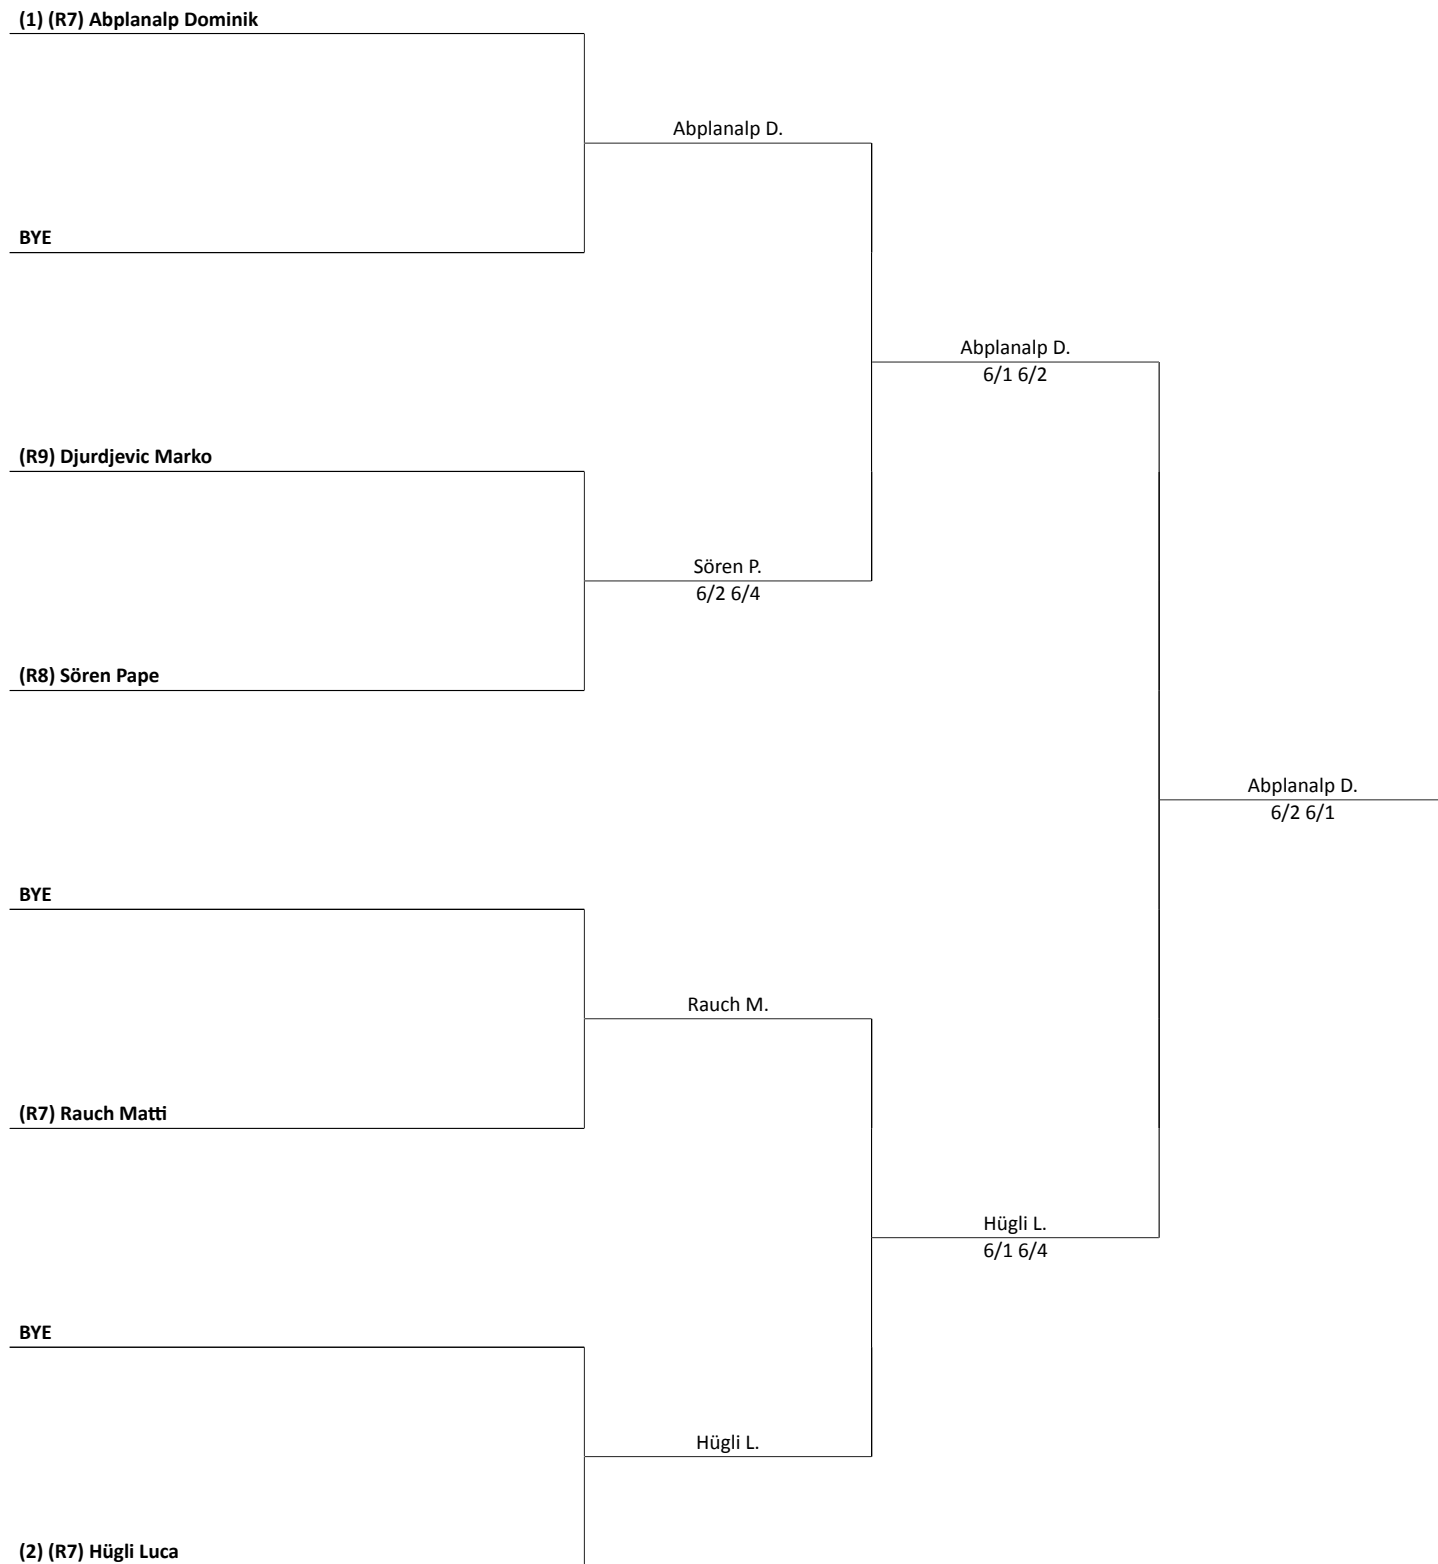 (1) (R7) Abplanalp Dominik
Abplanalp D.
BYE
Abplanalp D.
6/1 6/2
(R9) Djurdjevic Marko
Sören P.
6/2 6/4
(R8) Sören Pape
Abplanalp D.
6/2 6/1
BYE
Rauch M.
(R7) Rauch Matti
Hügli L.
6/1 6/4
BYE
Hügli L.
(2) (R7) Hügli Luca